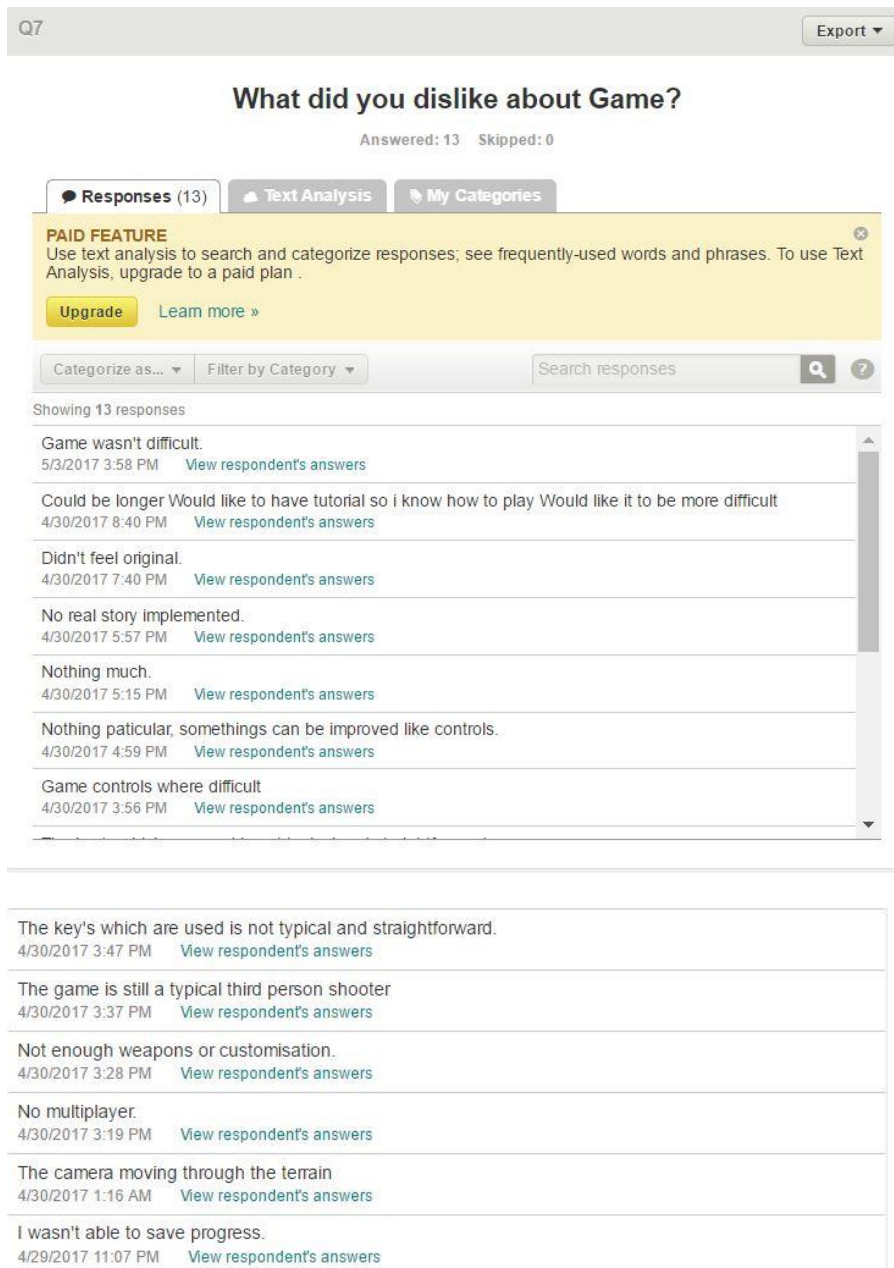 Q7
Export
What did you dislike about Game?
Answered: 13 Skipped: 0
Responses (13)
Text Analysis
My Categories
PAID FEATURE
Use text analysis to search and categorize responses; see frequently-used words and phrases. To use Text
Analysis, upgrade to a paid plan .
Upgrade Learn more »
Categorize as... Filter by Category Search responses ?
Showing 13 responses
Game wasn't difficult.
5/3/2017 3:58 PM View respondent's answers
Could be longer Would like to have tutorial so i know how to play Would like it to be more difficult
4/30/2017 8:40 PM View respondent's answers
Didn't feel original.
4/30/2017 7:40 PM View respondent's answers
No real story implemented.
4/30/2017 5:57 PM View respondent's answers
Nothing much.
4/30/2017 5:15 PM View respondent's answers
Nothing paticular, somethings can be improved like controls.
4/30/2017 4:59 PM View respondent's answers
Game controls where difficult
4/30/2017 3:56 PM View respondent's answers
The key's which are used is not typical and straightforward.
4/30/2017 3:47 PM View respondent's answers
The game is still a typical third person shooter
4/30/2017 3:37 PM View respondent's answers
Not enough weapons or customisation.
4/30/2017 3:28 PM View respondent's answers
No multiplayer.
4/30/2017 3:19 PM View respondent's answers
The camera moving through the terrain
4/30/2017 1:16 AM View respondent's answers
I wasn't able to save progress.
4/29/2017 11:07 PM View respondent's answers